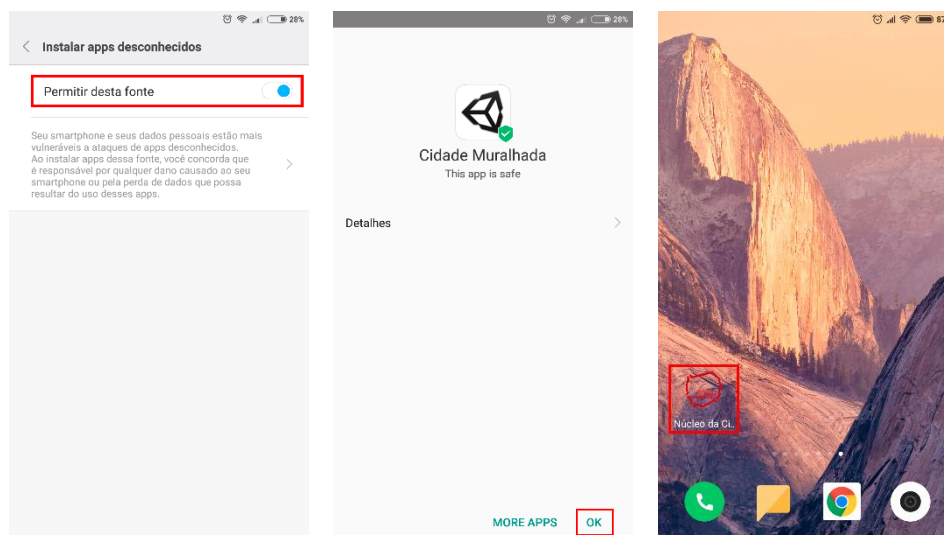 28%
Instalar apps desconhecidos
Permitir desta fonte
Seu smartphone e seus dados pessoais estão mais
vulneráveis a ataques de apps desconhecidos.
Ao instalar apps dessa fonte, você concorda que
é responsável por qualquer dano causado ao seu
smartphone ou pela perda de dados que possa
resultar do uso desses apps.
28%
Cidade Muralhada
This app is safe
Detalhes
MORE APPS
OK
87
Núcleo da Ci..